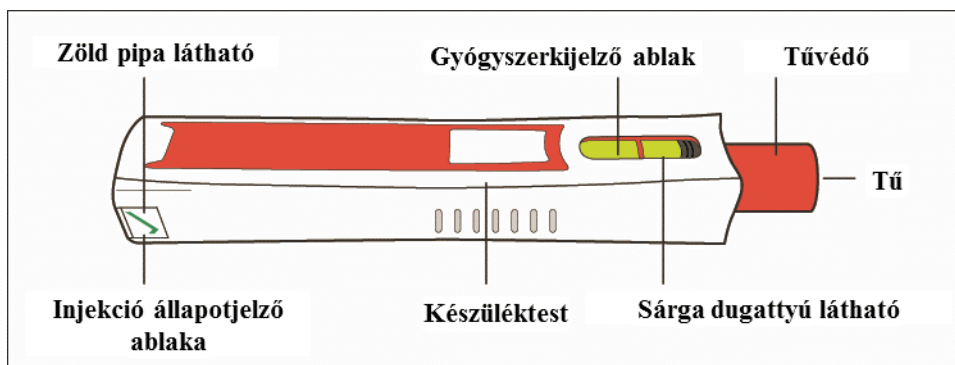 Zöld pipa látható
Gyógyszerkijelző ablak
Tűvédő
Tű
Injekció állapotjelző
ablaka
Készüléktest
Sárga dugattyú látható